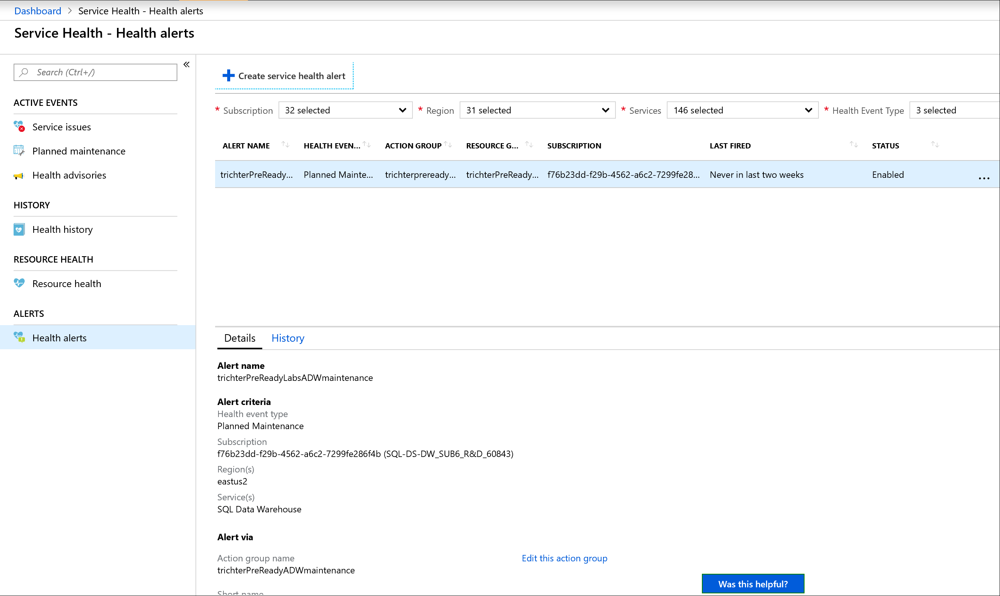 Dashboard > Service Health - Health alerts
Service Health - Health alerts
Search (Ctrl+/)
«
ACTIVE EVENTS
Service issues
Planned maintenance
Health advisories
HISTORY
Health history
RESOURCE HEALTH
Resource health
ALERTS
Health alerts
Create service health alert
* Subscription 32 selected * Region 31 selected * Services 146 selected * Health Event Type 3 selected
ALERT NAME HEALTH EVEN... ACTION GROUP RESOURCE G... SUBSCRIPTION LAST FIRED STATUS
trichterPreReady... Planned Mainte... trichterpreready... trichterPreReady... f76b23dd-f29b-4562-a6c2-7299fe28... Never in last two weeks Enabled ...
Details History
Alert name
trichterPreReadyLabsADWmaintenance
Alert criteria
Health event type
Planned Maintenance
Subscription
f76b23dd-f29b-4562-a6c2-7299fe286f4b (SQL-DS-DW_SUB6_R&D_60843)
Region(s)
eastus2
Service(s)
SQL Data Warehouse
Alert via
Action group name Edit this action group
trichterPreReadyADWmaintenance
Was this helpful?
Short name